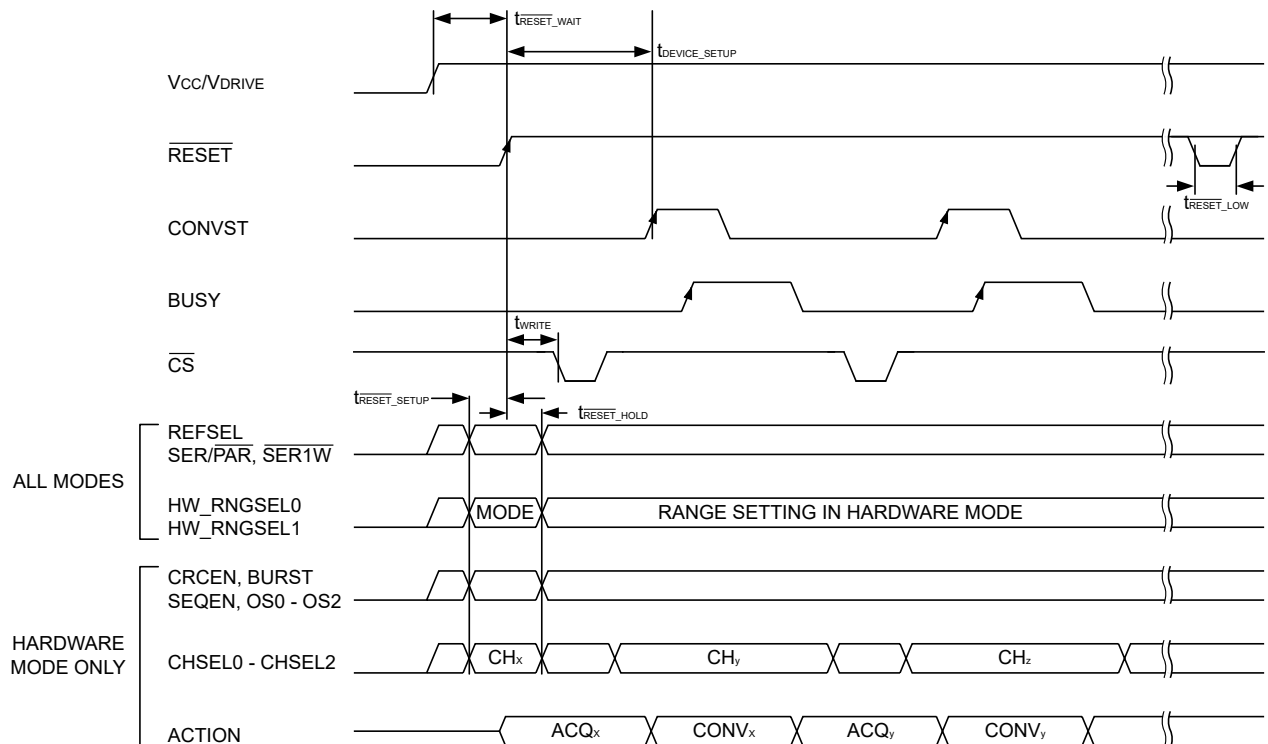 tRESET_WAIT
tDEVICE_SETUP
VCC/VDRIVE
RESET
tRESET_LOW
CONVST
BUSY
tWRITE
CS
tRESET_SETUP
tRESET_HOLD
ALL MODES
REFSEL
SER/PAR, SER1W
HW_RNGSEL0
HW_RNGSEL1
MODE
RANGE SETTING IN HARDWARE MODE
HARDWARE
MODE ONLY
CRCEN, BURST
SEQEN, OS0 - OS2
CHSEL0 - CHSEL2
CHx
CHy
CHz
ACTION
ACQx
CONVx
ACQy
CONVy